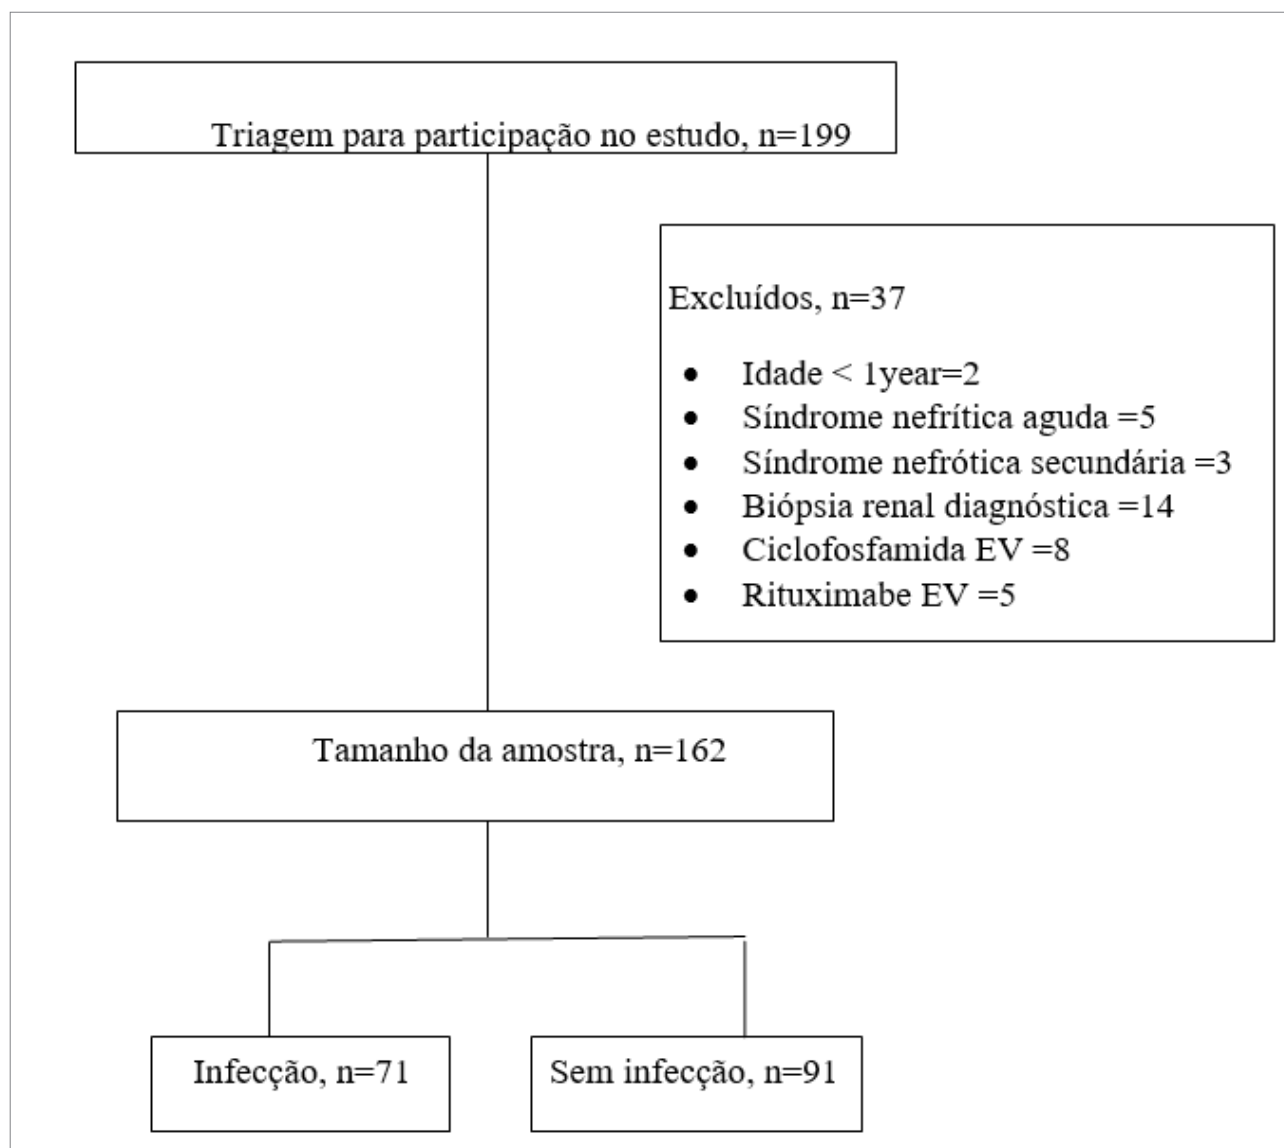 Triagem para participação no estudo, n=199
Excluídos, n=37
• Idade < 1year=2
• Síndrome nefrítica aguda =5
• Síndrome nefrótica secundária =3
• Biópsia renal diagnóstica =14
• Ciclofosfamida EV =8
• Rituximabe EV =5
Tamanho da amostra, n=162
Infecção, n=71
Sem infecção, n=91